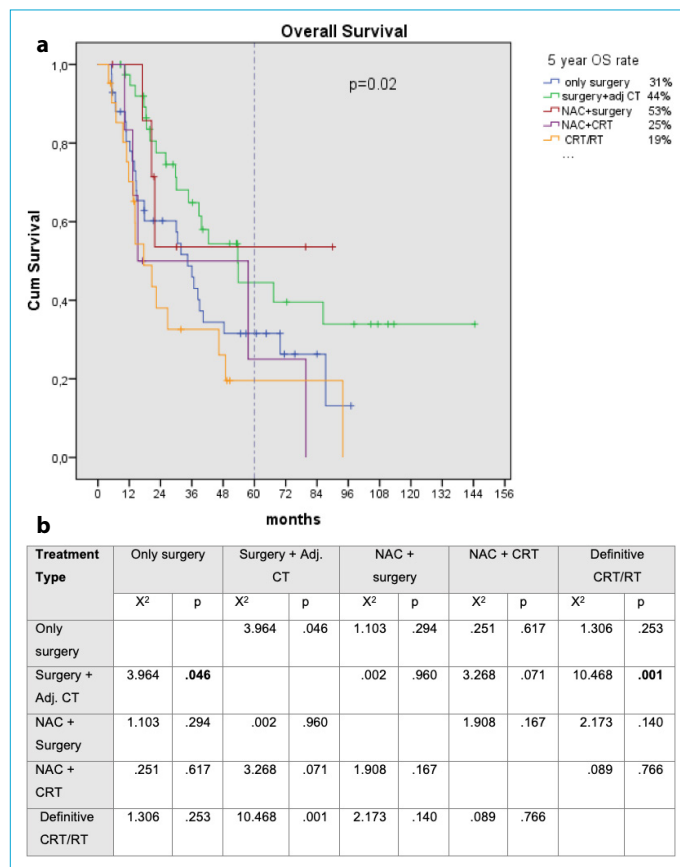 Overall Survival
a
p=0.02
5 year OS rate
only surgery 31%
surgery+adj CT 44%
NAC+surgery 53%
NAC+CRT 25%
CRT/RT 19%
...
Cum Survival
1,0
0,8
0,6
0,4
0,2
0,0
0 12 24 36 48 60 72 84 96 108 120 132 144 156
months
b
Treatment Type Only surgery Surgery + Adj. CT NAC + surgery NAC + CRT Definitive CRT/RT
X² p X² p X² p X² p X² p
Only surgery 3.964 .046 1.103 .294 .251 .617 1.306 .253
Surgery + Adj. CT 3.964 .046 .002 .960 3.268 .071 10.468 .001
NAC + Surgery 1.103 .294 .002 .960 1.908 .167 2.173 .140
NAC + CRT .251 .617 3.268 .071 1.908 .167 .089 .766
Definitive CRT/RT 1.306 .253 10.468 .001 2.173 .140 .089 .766